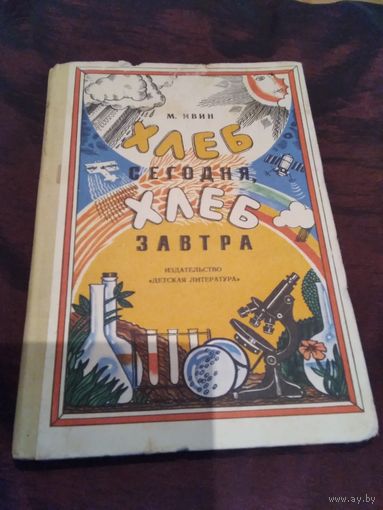 М. ИВИН
ХЛЕБ
СЕГОДНЯ,
ХЛЕБ
ЗАВТРА
ИЗДАТЕЛЬСТВО
«ДЕТСКАЯ ЛИТЕРАТУРА»
www.ay.by